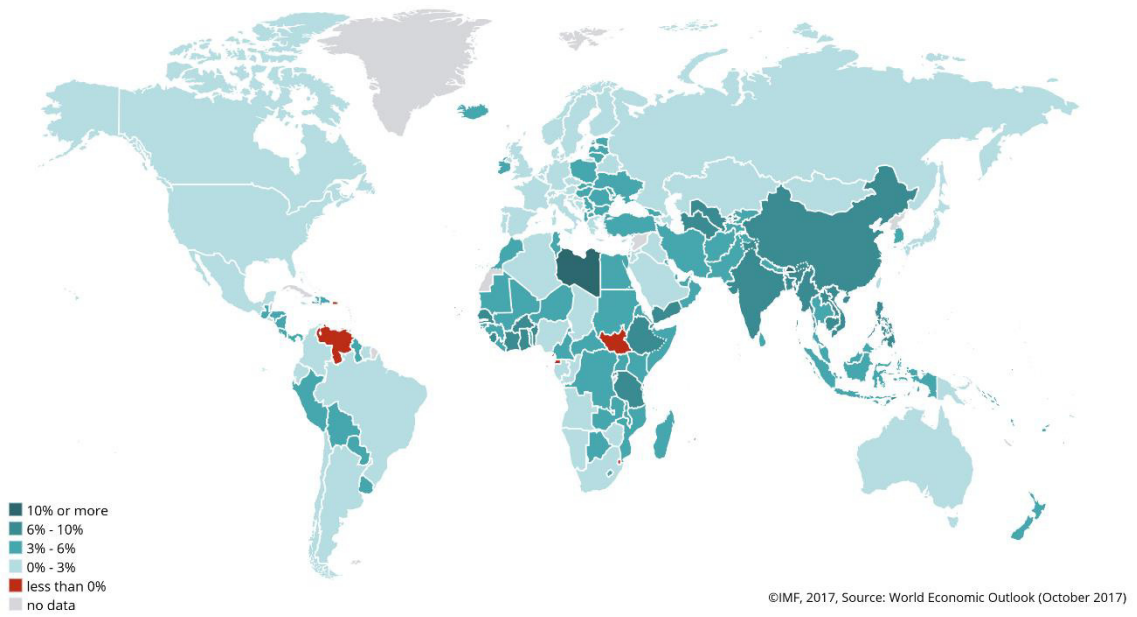 10% or more
6% - 10%
3% - 6%
0% - 3%
less than 0%
no data
©IMF, 2017, Source: World Economic Outlook (October 2017)